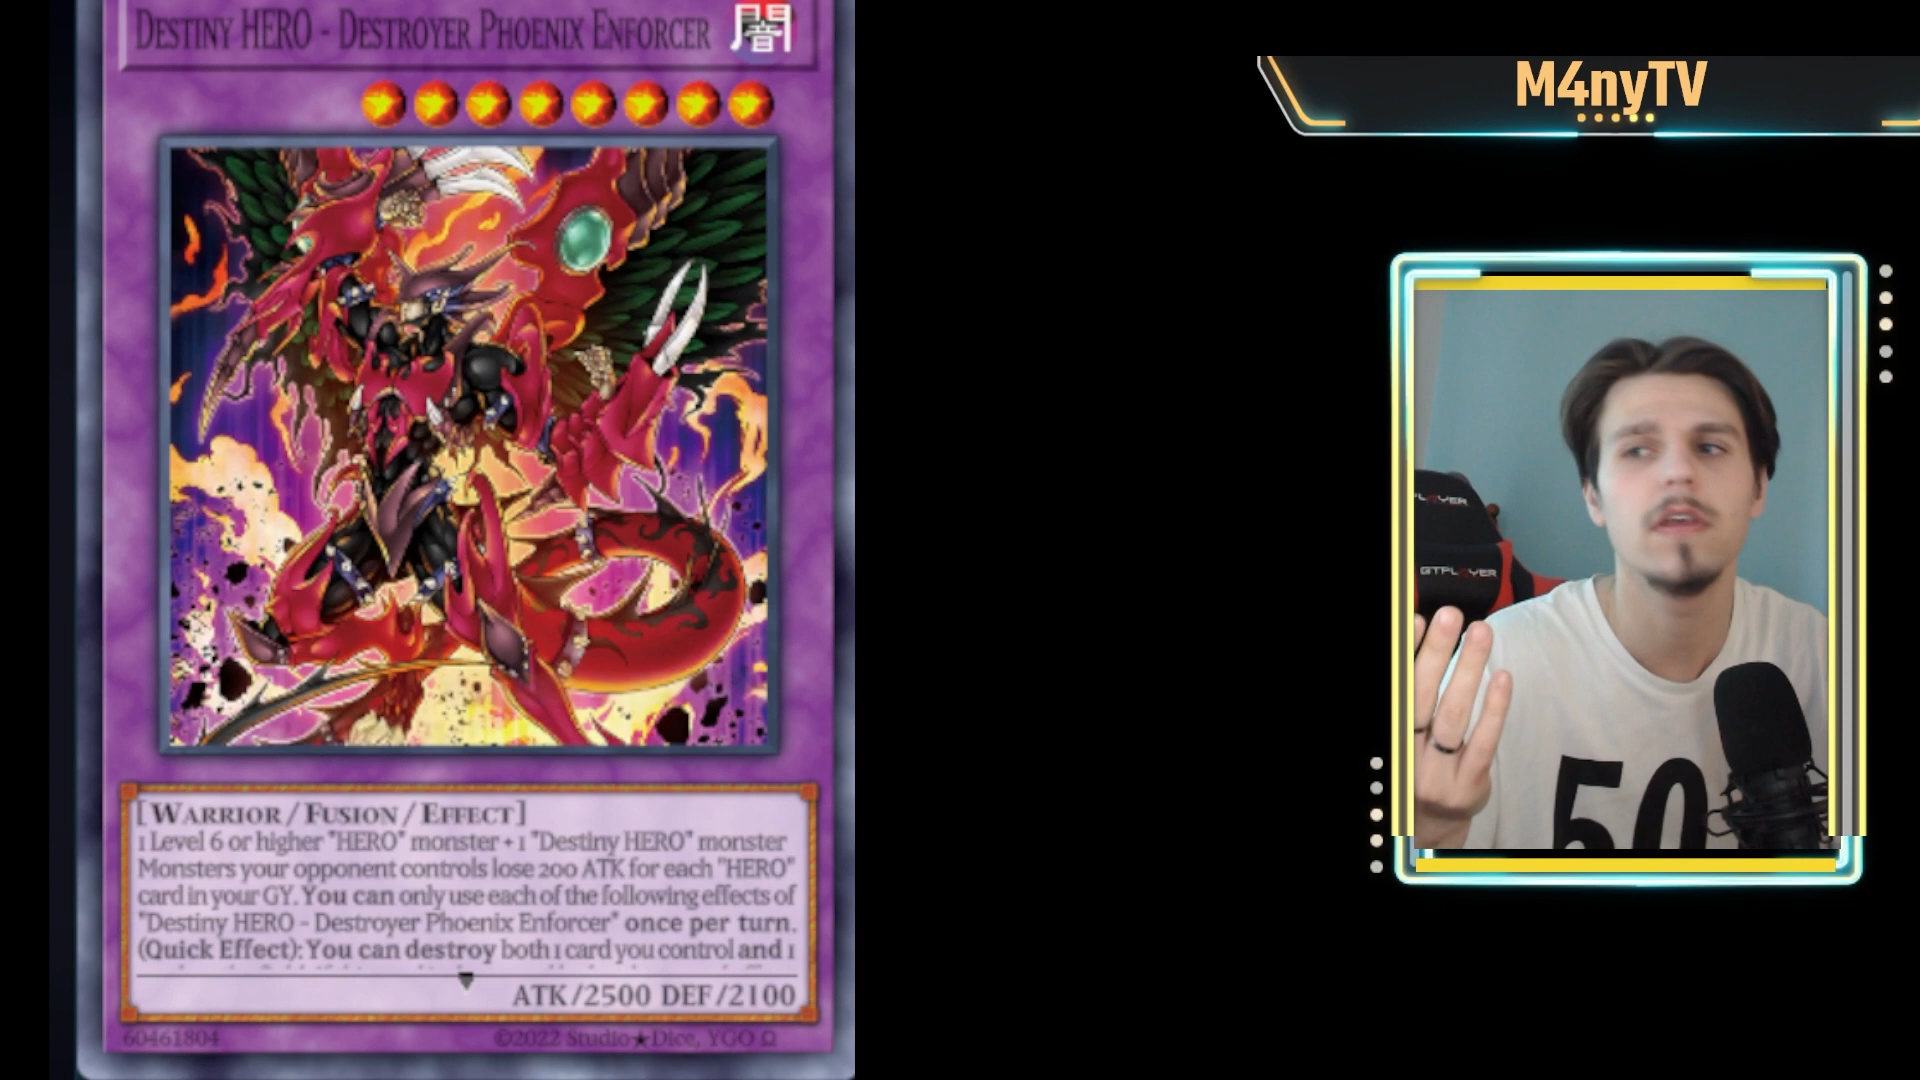 DESTINY HERO - DESTROYER PHOENIX ENFORCER 闇
[WARRIOR/FUSION/EFFECT]
1 Level 6 or higher "HERO" monster + 1 "Destiny HERO" monster
Monsters your opponent controls lose 200 ATK for each "HERO"
card in your GY. You can only use each of the following effects of
"Destiny HERO - Destroyer Phoenix Enforcer" once per turn.
(Quick Effect): You can destroy both 1 card you control and 1
ATK/2500 DEF/2100
60461804 ©2022 Studio★Dice, YGO Ω
M4nyTV
GTPLAYER
50